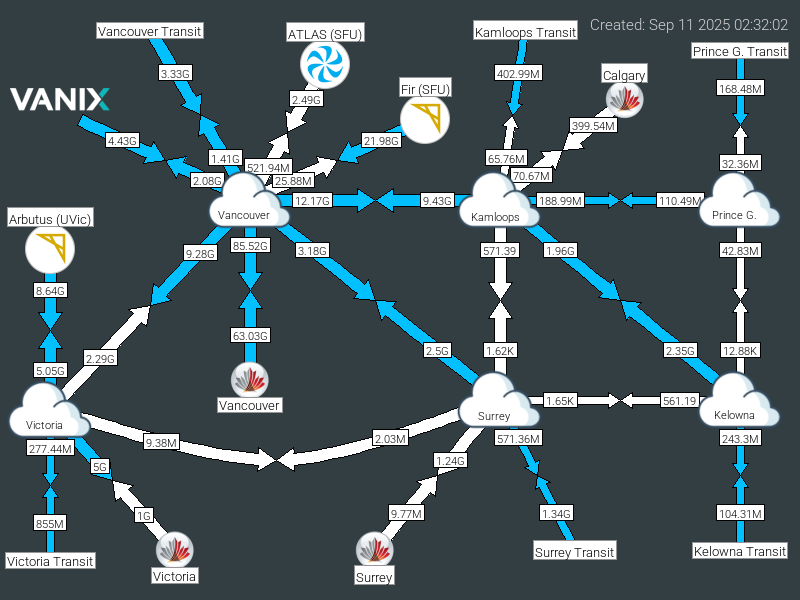 Created: Sep 11 2025 02:32:02
Vancouver Transit
ATLAS (SFU)
Kamloops Transit
Prince G. Transit
3.33G
402.99M
Calgary
168.48M
Fir (SFU)
VANIX
2.49G
399.54M
4.43G
21.98G
1.41G
521.94M
65.76M
32.36M
2.08G
25.88M
70.67M
12.17G
9.43G
188.99M
110.49M
Arbutus (UVic)
Vancouver
Kamloops
Prince G.
9.28G
85.52G
3.18G
571.39
1.96G
42.83M
8.64G
63.03G
2.29G
2.5G
1.62K
2.35G
12.88K
5.05G
Vancouver
1.65K
561.19
Victoria
Surrey
Kelowna
277.44M
9.38M
2.03M
571.36M
243.3M
5G
1.24G
1G
9.77M
1.34G
104.31M
855M
Victoria Transit
Victoria
Surrey
Surrey Transit
Kelowna Transit